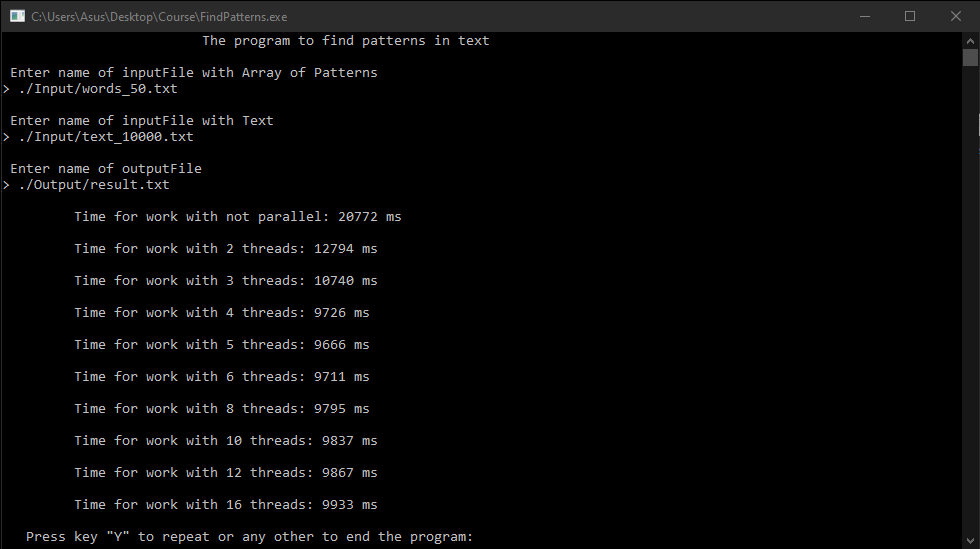 C:\Users\Asus\Desktop\Course\FindPatterns.exe
The program to find patterns in text
Enter name of inputFile with Array of Patterns
> ./Input/words_50.txt
Enter name of inputFile with Text
> ./Input/text_10000.txt
Enter name of outputFile
> ./Output/result.txt
Time for work with not parallel: 20772 ms
Time for work with 2 threads: 12794 ms
Time for work with 3 threads: 10740 ms
Time for work with 4 threads: 9726 ms
Time for work with 5 threads: 9666 ms
Time for work with 6 threads: 9711 ms
Time for work with 8 threads: 9795 ms
Time for work with 10 threads: 9837 ms
Time for work with 12 threads: 9867 ms
Time for work with 16 threads: 9933 ms
Press key "Y" to repeat or any other to end the program: